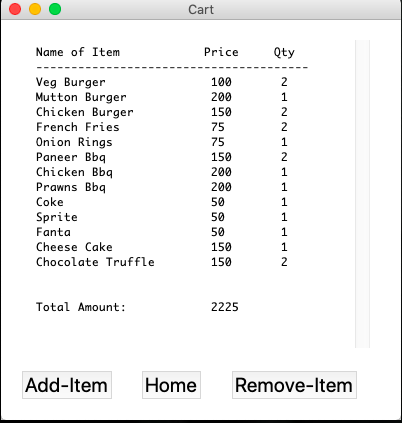 Cart
Name of Item Price Qty
---------------------------------------
Veg Burger 100 2
Mutton Burger 200 1
Chicken Burger 150 2
French Fries 75 2
Onion Rings 75 1
Paneer Bbq 150 2
Chicken Bbq 200 1
Prawns Bbq 200 1
Coke 50 1
Sprite 50 1
Fanta 50 1
Cheese Cake 150 1
Chocolate Truffle 150 2
Total Amount: 2225
Add-Item Home Remove-Item